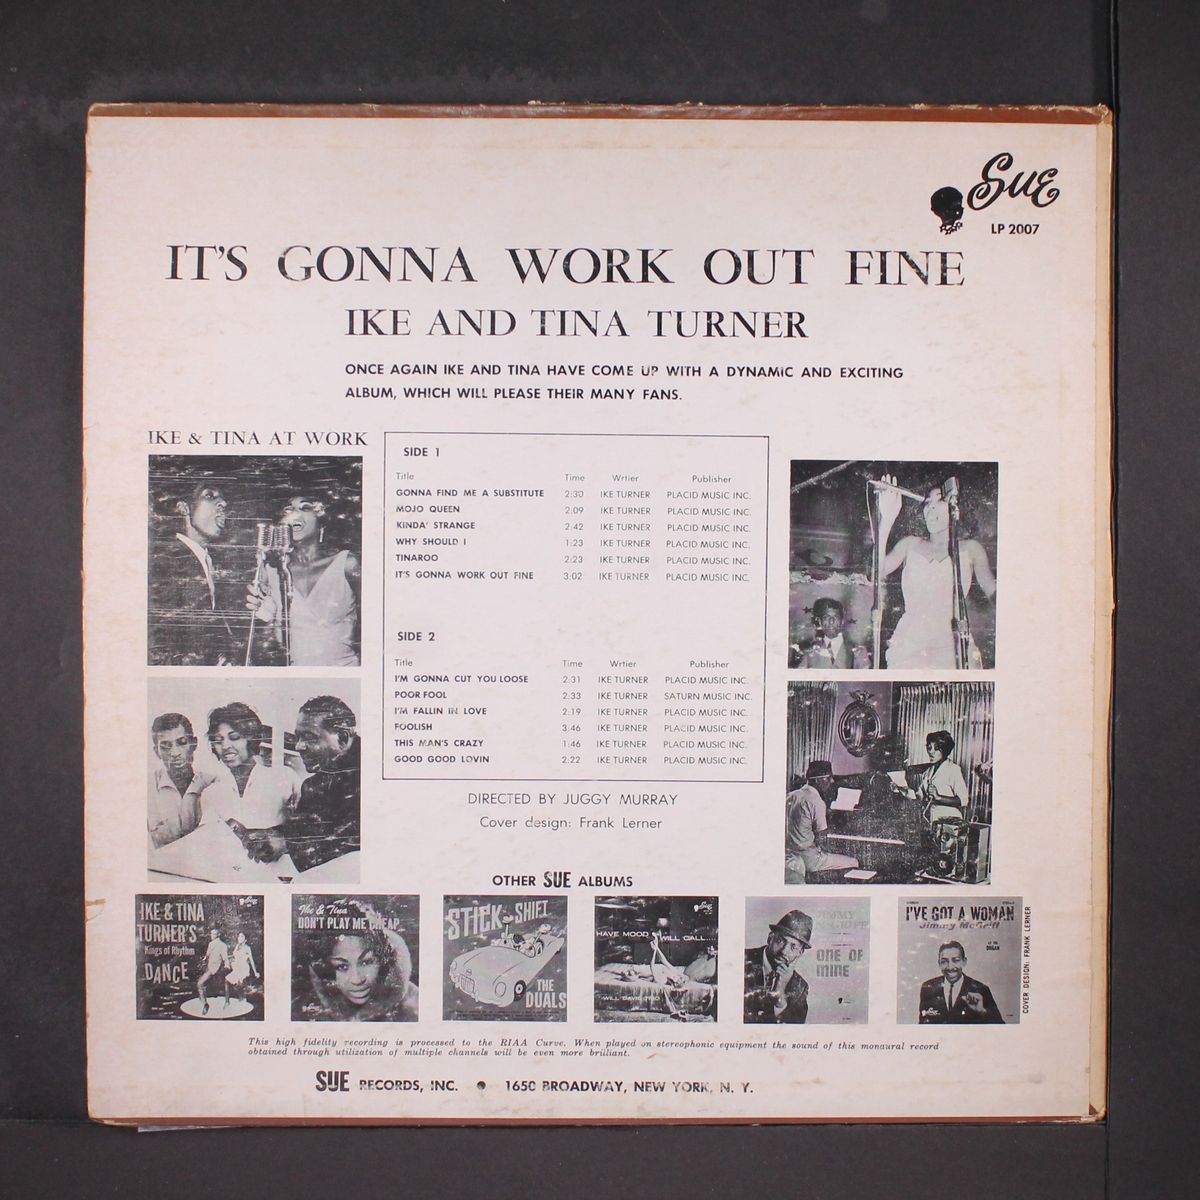 Sue
LP 2007
IT'S GONNA WORK OUT FINE
IKE AND TINA TURNER
ONCE AGAIN IKE AND TINA HAVE COME UP WITH A DYNAMIC AND EXCITING
ALBUM, WHICH WILL PLEASE THEIR MANY FANS.
IKE & TINA AT WORK
SIDE 1
Title Time Wrtier Publisher
GONNA FIND ME A SUBSTITUTE 2:30 IKE TURNER PLACID MUSIC INC.
MOJO QUEEN 2:09 IKE TURNER PLACID MUSIC INC.
KINDA' STRANGE 2:42 IKE TURNER PLACID MUSIC INC.
WHY SHOULD I 1:23 IKE TURNER PLACID MUSIC INC.
TINAROO 2:23 IKE TURNER PLACID MUSIC INC.
IT'S GONNA WORK OUT FINE 3:02 IKE TURNER PLACID MUSIC INC.
SIDE 2
Title Time Wrtier Publisher
I'M GONNA CUT YOU LOOSE 2:31 IKE TURNER PLACID MUSIC INC.
POOR FOOL 2:33 IKE TURNER SATURN MUSIC INC.
I'M FALLIN IN LOVE 2:19 IKE TURNER PLACID MUSIC INC.
FOOLISH 3:46 IKE TURNER PLACID MUSIC INC.
THIS MAN'S CRAZY 1:46 IKE TURNER PLACID MUSIC INC.
GOOD GOOD LOVIN 2:22 IKE TURNER PLACID MUSIC INC.
DIRECTED BY JUGGY MURRAY
Cover design: Frank Lerner
OTHER SUE ALBUMS
IKE & TINA
TURNER'S
Kings of Rhythm
DANCE
Ike & Tina
DON'T PLAY ME CHEAP
STICK-SHIFT
THE
DUALS
HAVE MOOD WILL CALL....
WILL DAVIS TRIO
JIMMY
McGRIFF
ONE OF
MINE
I'VE GOT A WOMAN
Jimmy McGriff
AT THE
ORGAN
COVER DESIGN: FRANK LERNER
This high fidelity recording is processed to the RIAA Curve. When played on stereophonic equipment the sound of this monaural record
obtained through utilization of multiple channels will be even more brilliant.
SUE RECORDS, INC. ● 1650 BROADWAY, NEW YORK, N. Y.